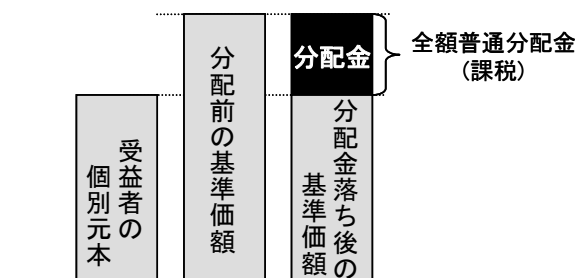 分配金
全額普通分配金
(課税)
分配前の基準価額
分配金落ち後の
基準価額
受益者の
個別元本